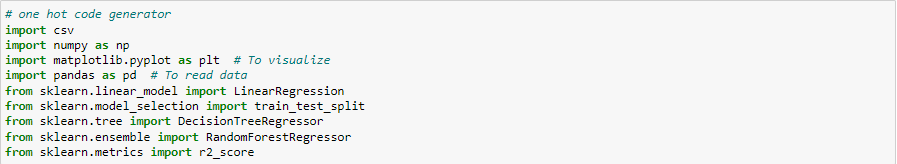 # one hot code generator
import csv
import numpy as np
import matplotlib.pyplot as plt  # To visualize
import pandas as pd  # To read data
from sklearn.linear_model import LinearRegression
from sklearn.model_selection import train_test_split
from sklearn.tree import DecisionTreeRegressor
from sklearn.ensemble import RandomForestRegressor
from sklearn.metrics import r2_score